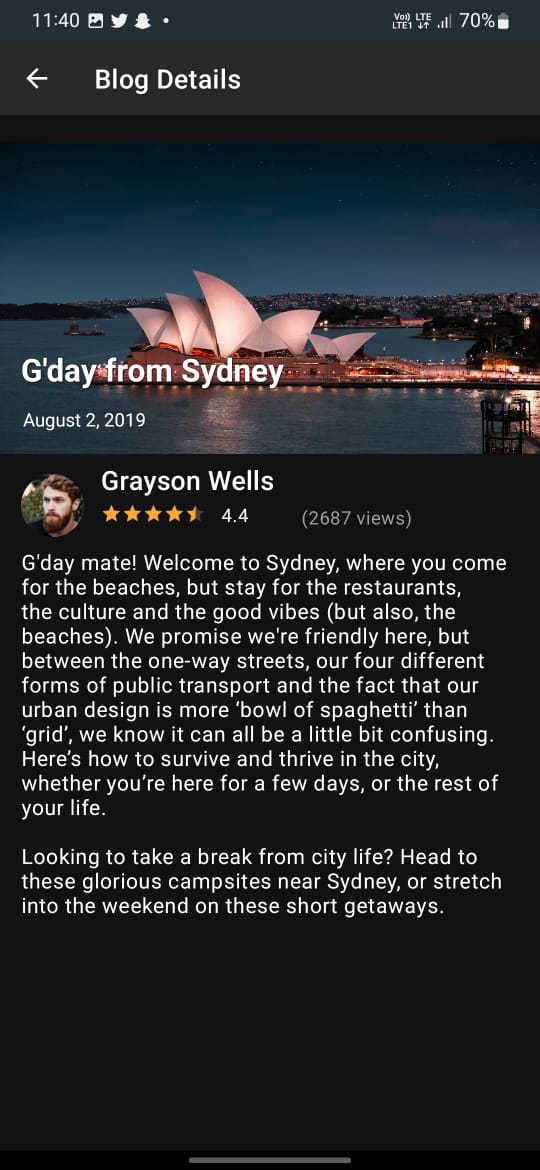 11:40
Vo)) LTE
LTE1
70%
Blog Details
G'day from Sydney
August 2, 2019
Grayson Wells
4.4
(2687 views)
G'day mate! Welcome to Sydney, where you come
for the beaches, but stay for the restaurants,
the culture and the good vibes (but also, the
beaches). We promise we're friendly here, but
between the one-way streets, our four different
forms of public transport and the fact that our
urban design is more ‘bowl of spaghetti’ than
‘grid’, we know it can all be a little bit confusing.
Here’s how to survive and thrive in the city,
whether you’re here for a few days, or the rest of
your life.
Looking to take a break from city life? Head to
these glorious campsites near Sydney, or stretch
into the weekend on these short getaways.